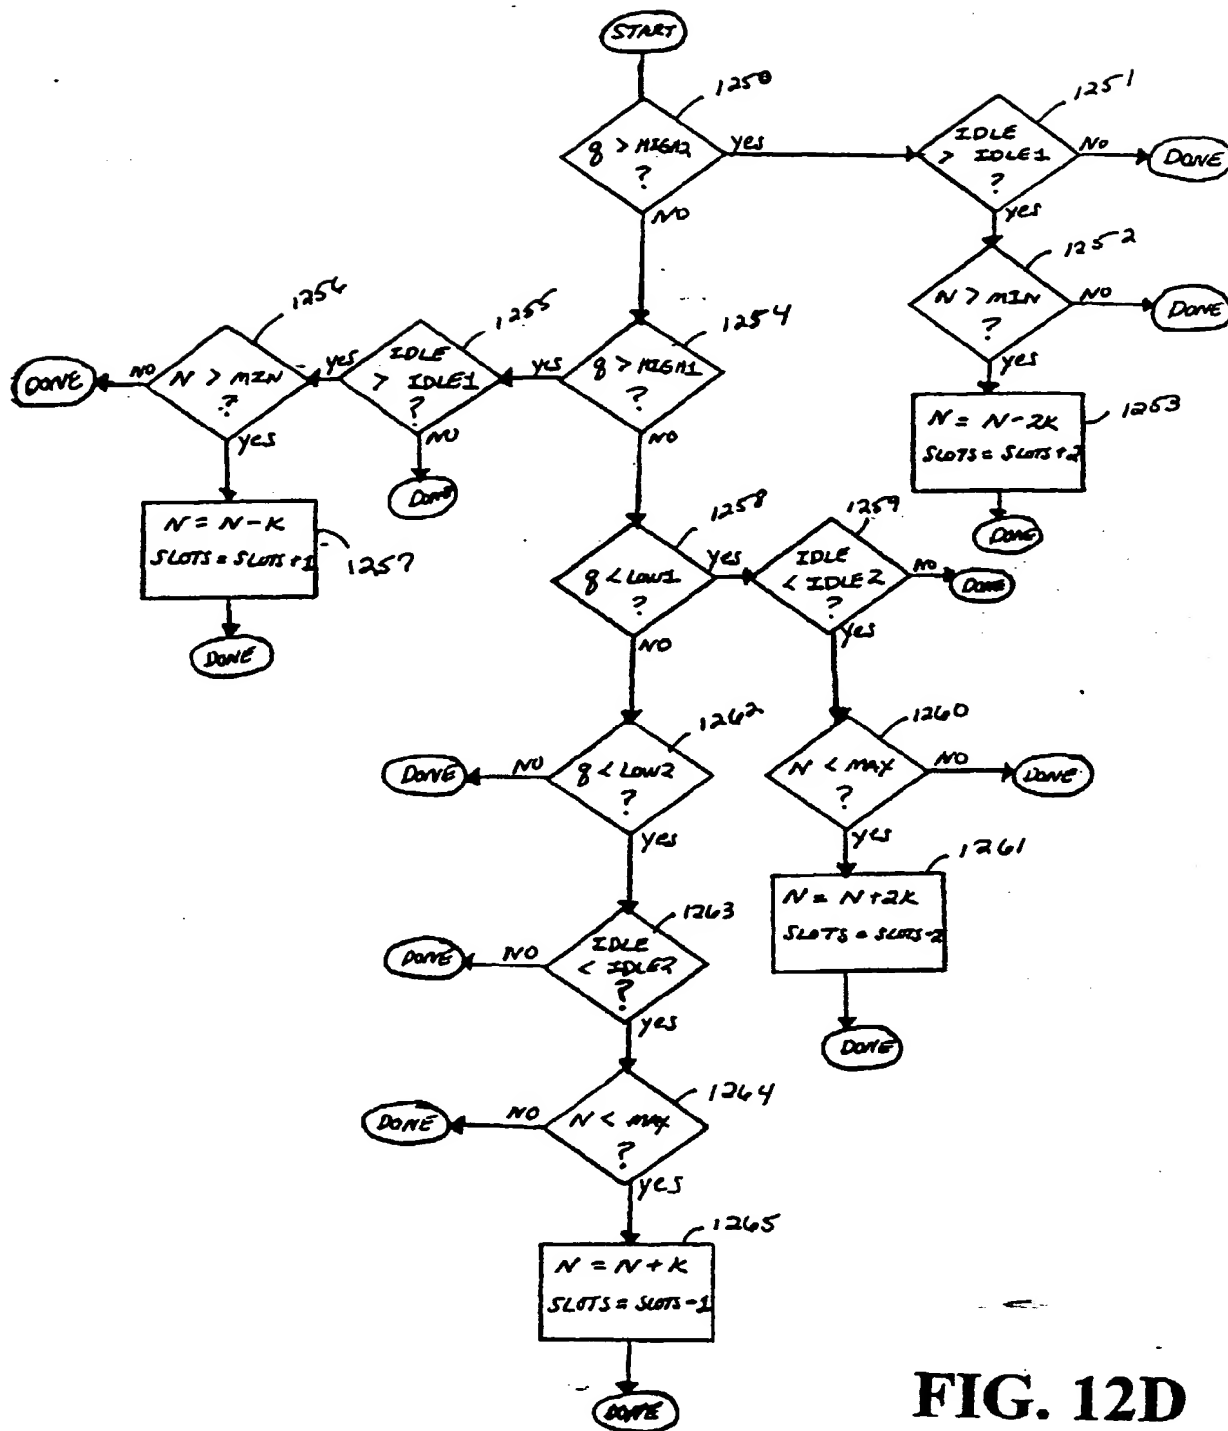 START
1250
q > HIGH2
?
yes
NO
1251
IDLE
> IDLE1
?
NO
DONE
yes
1252
N > MIN
?
NO
DONE
yes
1253
N = N-2K
SLOTS = SLOTS+2
DONE
1254
q > HIGH1
?
yes
NO
1255
IDLE
> IDLE1
?
yes
NO
DONE
1256
N > MIN
?
NO
DONE
yes
N = N-K
SLOTS = SLOTS+1
1257
DONE
1258
q < LOW1
?
yes
NO
1259
IDLE
< IDLE2
?
NO
DONE
yes
1260
N < MAX
?
NO
DONE
yes
1261
N = N+2K
SLOTS = SLOTS-2
DONE
1262
q < LOW2
?
NO
DONE
yes
1263
IDLE
< IDLE2
?
NO
DONE
yes
1264
N < MAX
?
NO
DONE
yes
1265
N = N+K
SLOTS = SLOTS-1
DONE
FIG. 12D